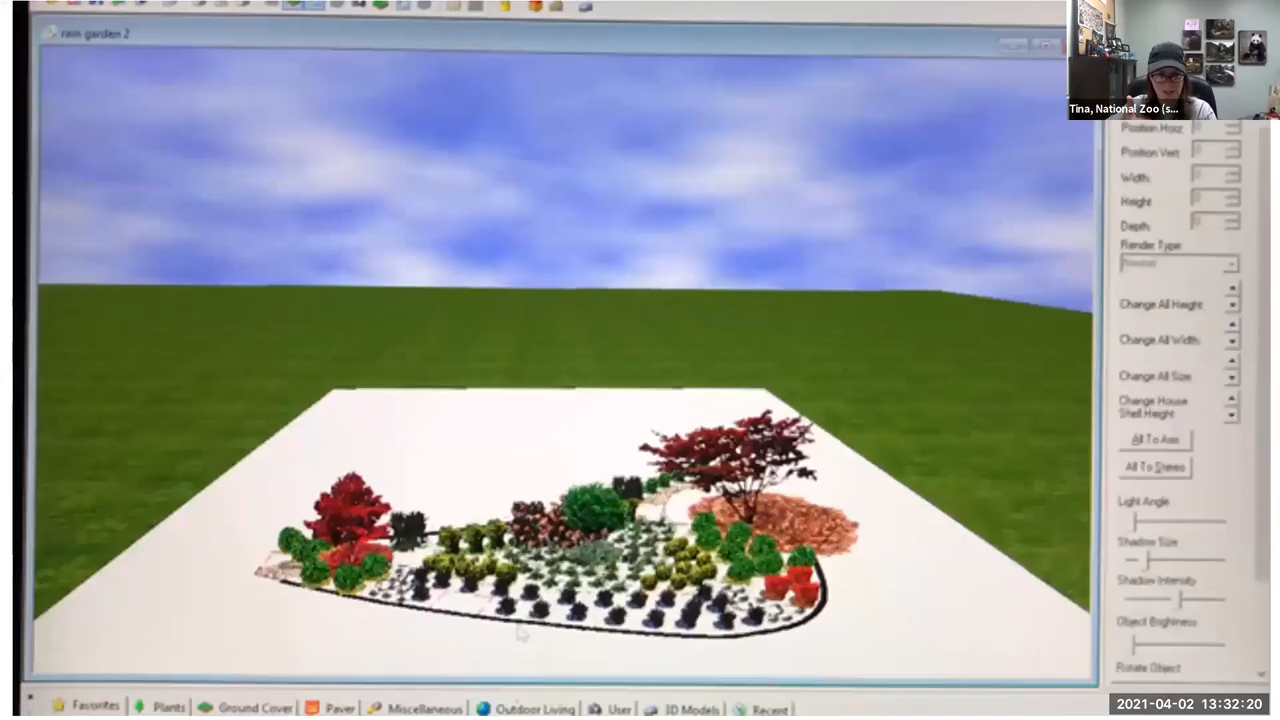 rain garden 2
Tina, National Zoo (s...
Position Horz:
Position Vert:
Width:
Height
Depth:
Render Type:
Normal
Change All Height
Change All Width:
Change All Size
Change House
Shell Height
All To Axis
All To Stereo
Light Angle
Shadow Size
Shadow Intensity
Object Brightness
Rotate Object
Favorites
Plants
Ground Cover
Paver
Miscellaneous
Outdoor Living
User
3D Models
Recent
2021-04-02 13:32:20